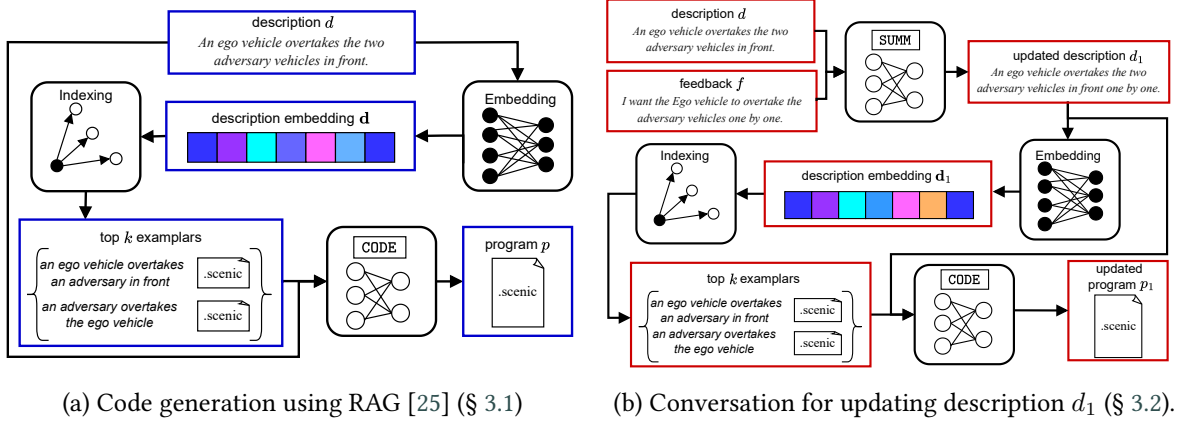 description d
An ego vehicle overtakes the two
adversary vehicles in front.
Indexing
description embedding d
Embedding
top k examplars
an ego vehicle overtakes
an adversary in front
.scenic
an adversary overtakes
the ego vehicle
.scenic
CODE
program p
.scenic
(a) Code generation using RAG [25] (§ 3.1)
description d
An ego vehicle overtakes the two
adversary vehicles in front.
feedback f
I want the Ego vehicle to overtake the
adversary vehicles one by one.
SUMM
updated description d₁
An ego vehicle overtakes the two
adversary vehicles in front one by one.
Indexing
description embedding d₁
Embedding
top k examplars
an ego vehicle overtakes
an adversary in front
.scenic
an adversary overtakes
the ego vehicle
.scenic
CODE
updated
program p₁
.scenic
(b) Conversation for updating description d₁ (§ 3.2).